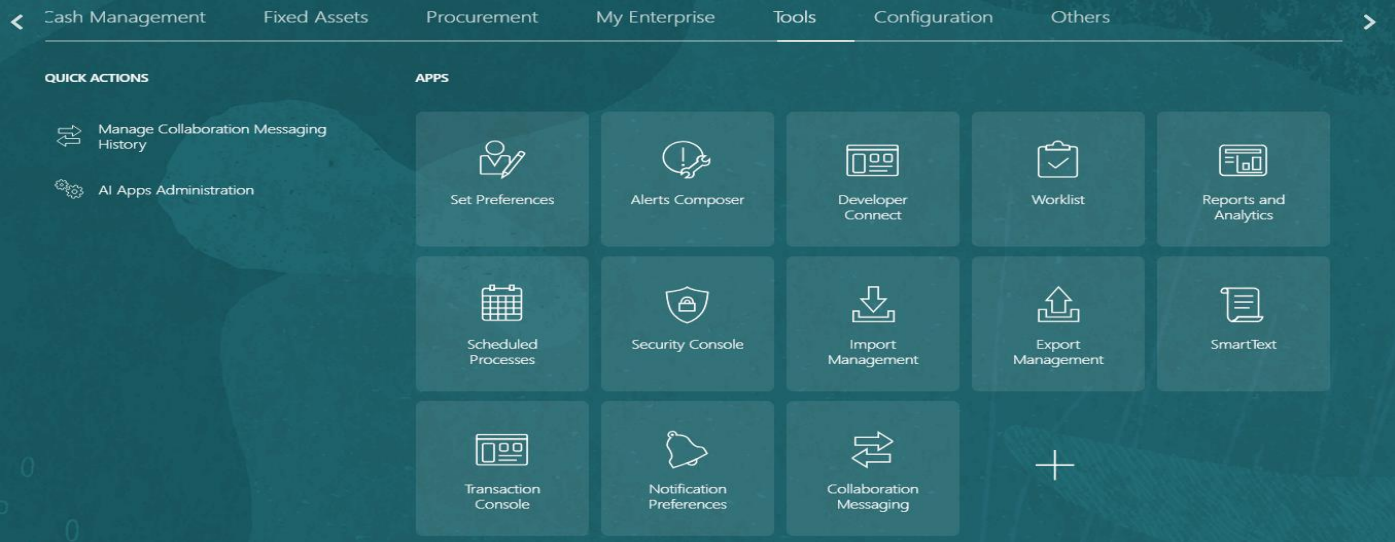 Cash Management Fixed Assets Procurement My Enterprise Tools Configuration Others
QUICK ACTIONS
Manage Collaboration Messaging
History
AI Apps Administration
APPS
Set Preferences
Alerts Composer
Developer
Connect
Worklist
Reports and
Analytics
Scheduled
Processes
Security Console
Import
Management
Export
Management
SmartText
Transaction
Console
Notification
Preferences
Collaboration
Messaging